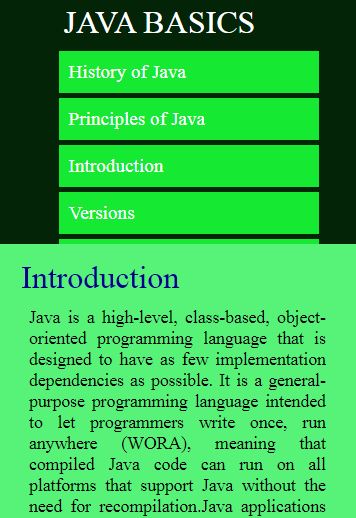 JAVA BASICS
History of Java
Principles of Java
Introduction
Versions
Introduction
Java is a high-level, class-based, object-
oriented programming language that is
designed to have as few implementation
dependencies as possible. It is a general-
purpose programming language intended
to let programmers write once, run
anywhere (WORA), meaning that
compiled Java code can run on all
platforms that support Java without the
need for recompilation.Java applications